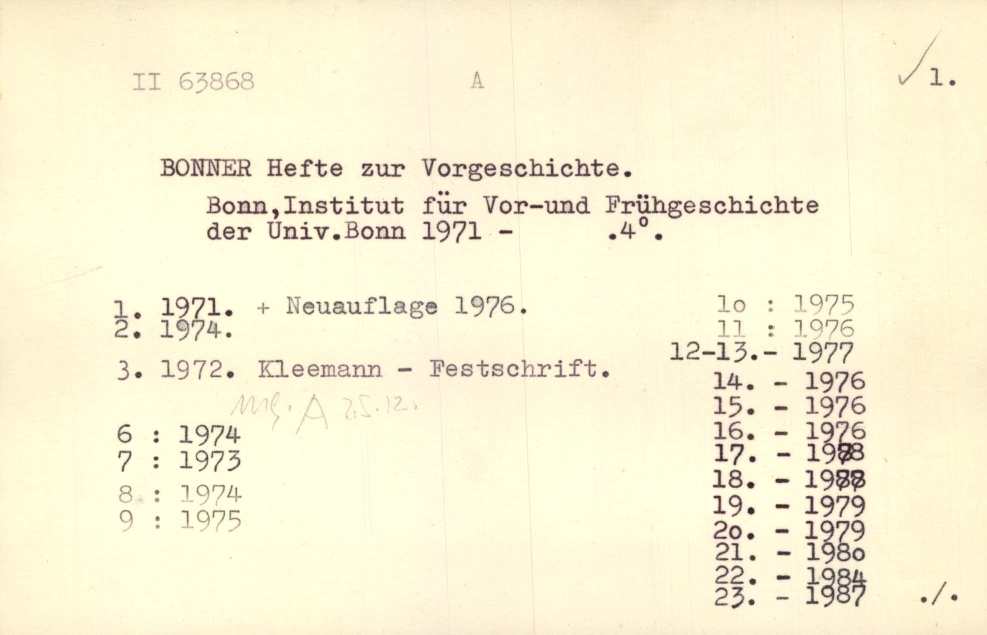 II 63868 A ✓ 1.
BONNER Hefte zur Vorgeschichte.
Bonn,Institut für Vor-und Frühgeschichte
der Univ.Bonn 1971 - .4°.
1. 1971. + Neuauflage 1976.
2. 1974.
3. 1972. Kleemann - Festschrift.
A 25.12.
6 : 1974
7 : 1973
8 : 1974
9 : 1975
1o : 1975
11 : 1976
12-13.- 1977
14. - 1976
15. - 1976
16. - 1976
17. - 1978
18. -
19. - 1979
2o. - 1979
21. - 198o
22. - 1984
23. - 1987
./.